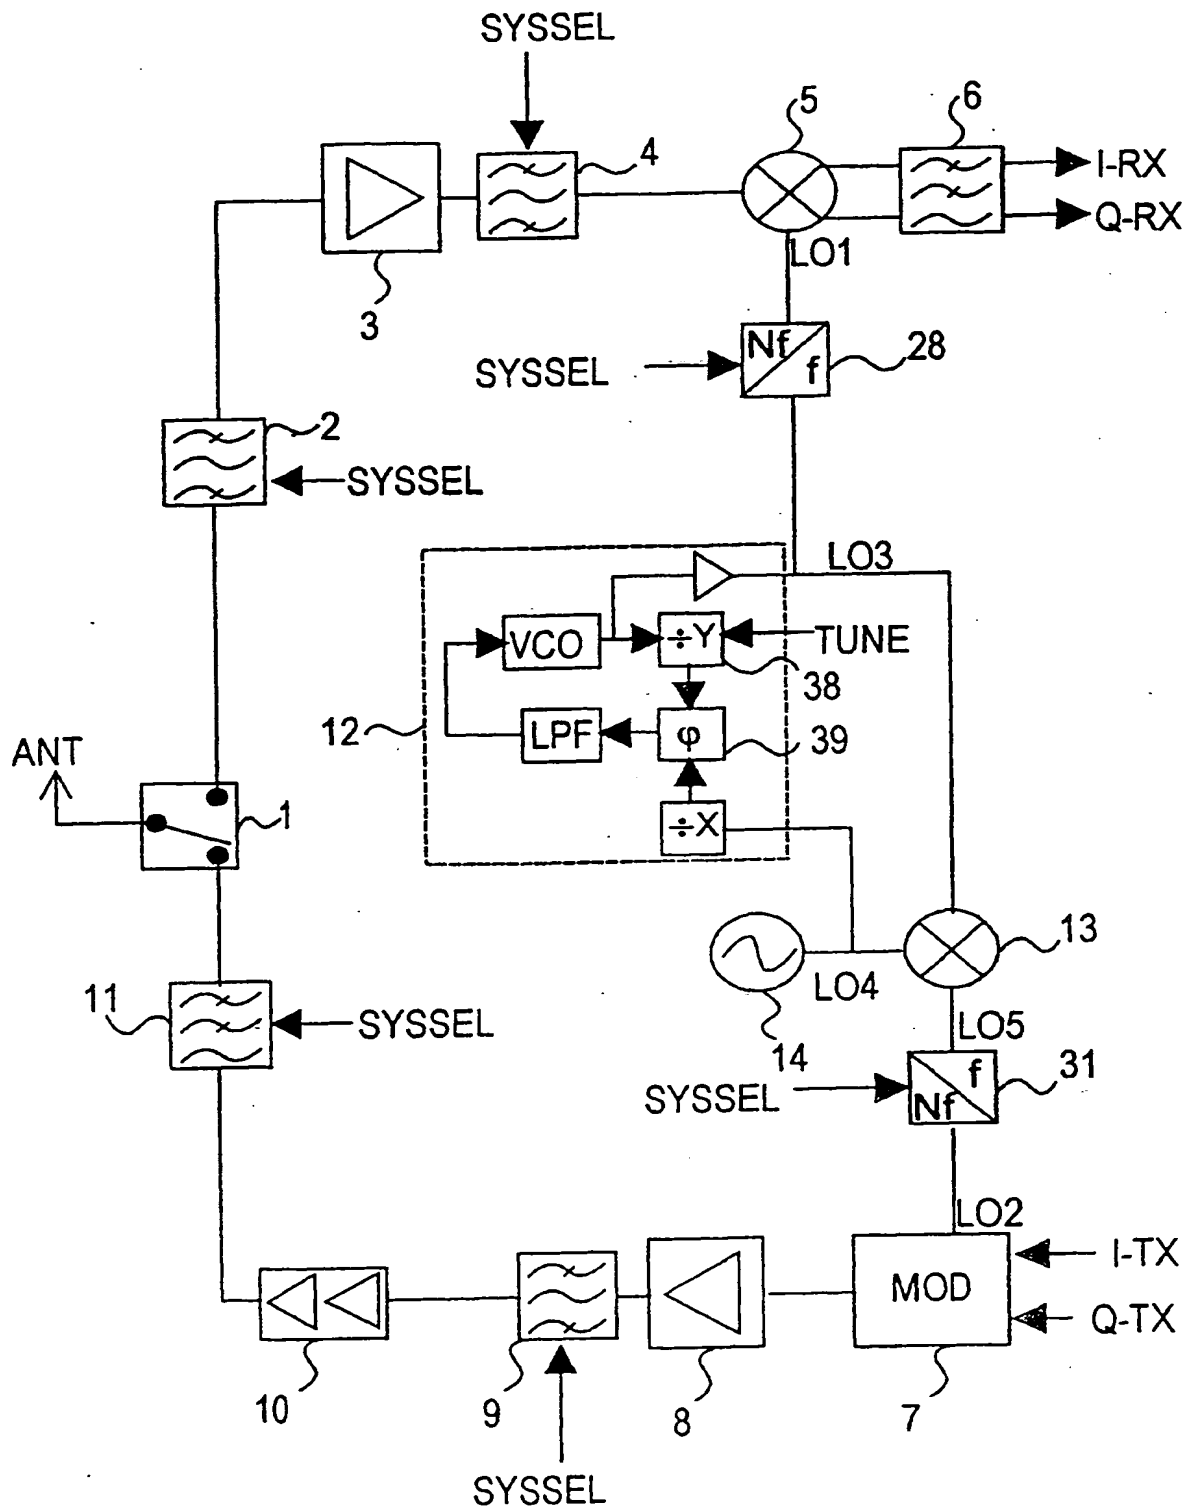 SYSSEL
5
6
4
I-RX
Q-RX
LO1
3
Nf
f
28
SYSSEL
2
SYSSEL
LO3
VCO
÷Y
TUNE
38
12
LPF
φ
39
ANT
1
÷X
13
LO4
11
SYSSEL
14
LO5
f
Nf
31
SYSSEL
LO2
MOD
I-TX
Q-TX
10
9
8
7
SYSSEL